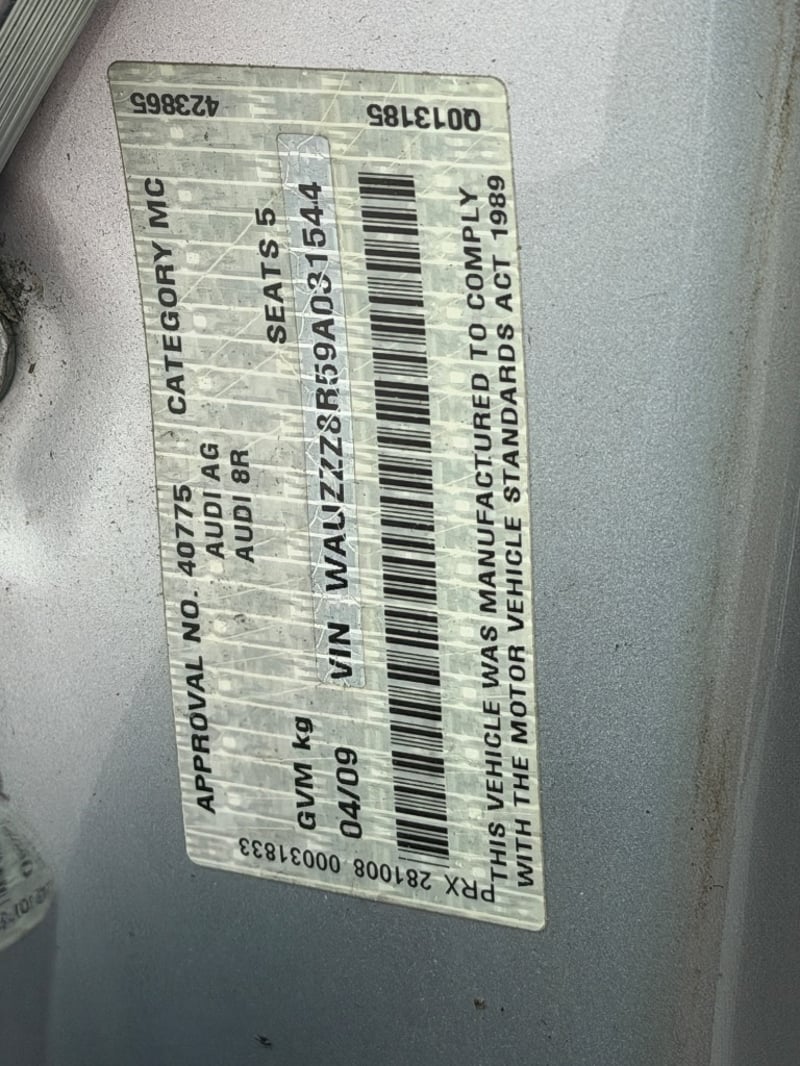 423865
Q013185
APPROVAL NO. 40775 CATEGORY MC
AUDI AG
AUDI 8R
SEATS 5
GVM kg
04/09
VIN WAUZZZ8R59A031544
THIS VEHICLE WAS MANUFACTURED TO COMPLY
WITH THE MOTOR VEHICLE STANDARDS ACT 1989
PRX 281008 00031833